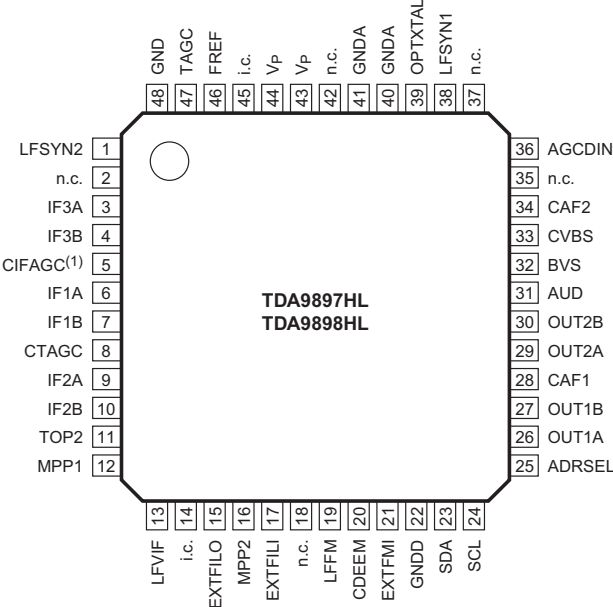 GND TAGC FREF i.c. VP VP n.c. GNDA GNDA OPTXTAL LFSYN1 n.c.
48 47 46 45 44 43 42 41 40 39 38 37
LFSYN2 1
n.c. 2
IF3A 3
IF3B 4
CIFAGC(1) 5
IF1A 6
IF1B 7
CTAGC 8
IF2A 9
IF2B 10
TOP2 11
MPP1 12
TDA9897HL
TDA9898HL
36 AGCDIN
35 n.c.
34 CAF2
33 CVBS
32 BVS
31 AUD
30 OUT2B
29 OUT2A
28 CAF1
27 OUT1B
26 OUT1A
25 ADRSEL
13 14 15 16 17 18 19 20 21 22 23 24
LFVIF i.c. EXTFILO MPP2 EXTFILI n.c. LFFM CDEEM EXTFMI GNDD SDA SCL